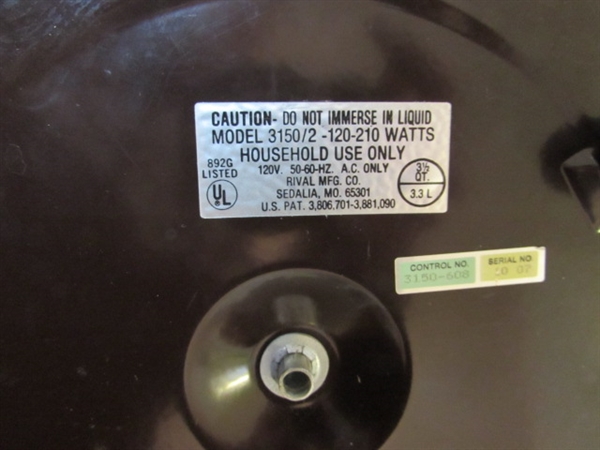 CAUTION- DO NOT IMMERSE IN LIQUID
MODEL 3150/2 -120-210 WATTS
HOUSEHOLD USE ONLY
892G
LISTED
UL
120V. 50-60-HZ. A.C. ONLY
RIVAL MFG. CO.
SEDALIA, MO. 65301
U.S. PAT. 3,806.701-3,881,090
3½
QT.
3.3 L
CONTROL NO.
3150-608
SERIAL NO.